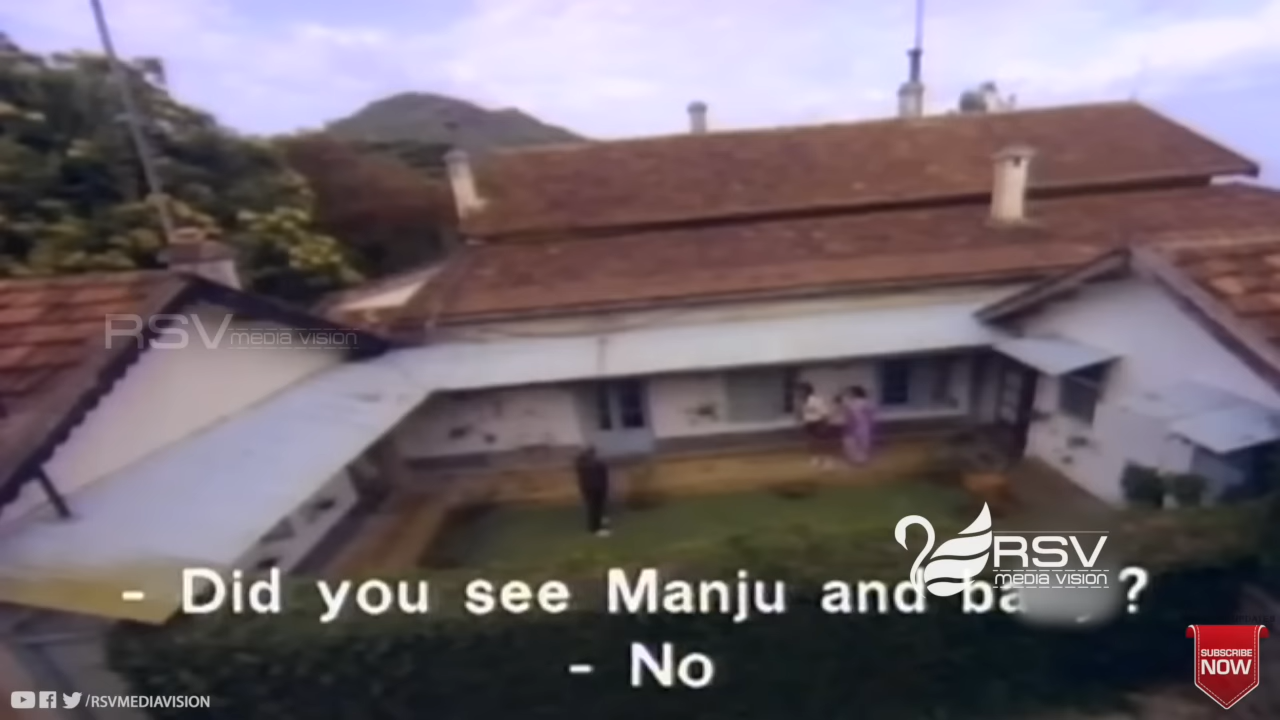 RSV media vision
RSV
media vision
- Did you see Manju and ?
- No
SUBSCRIBE
NOW
/RSVMEDIAVISION